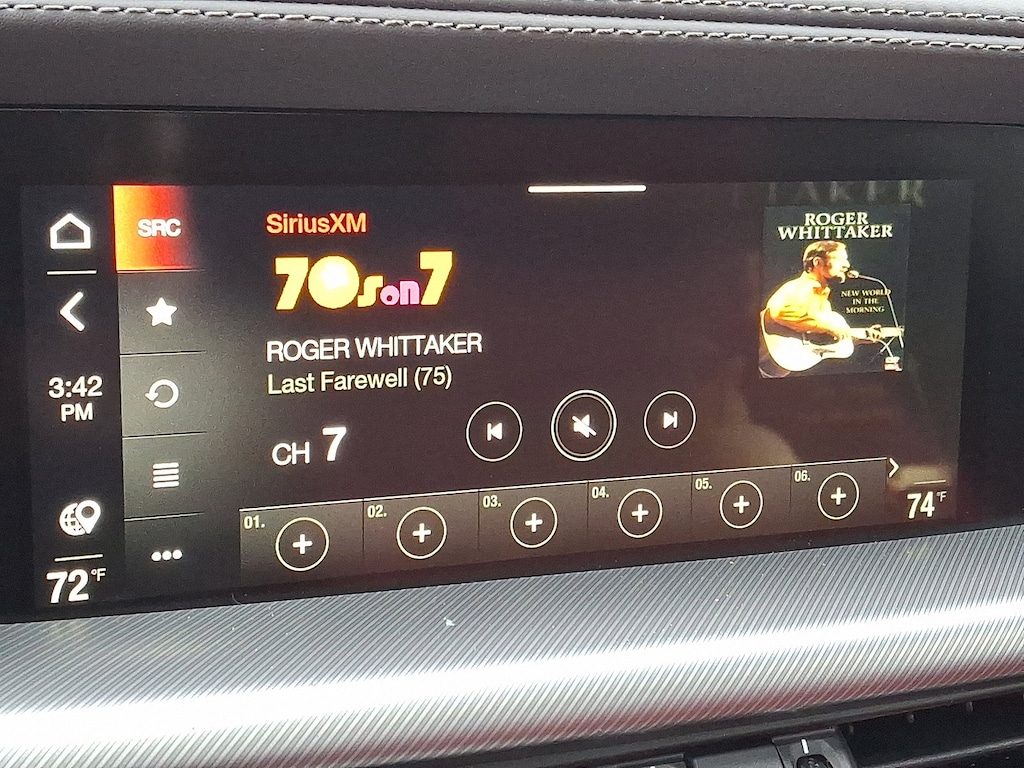 SRC
SiriusXM
70s on 7
ROGER WHITTAKER
Last Farewell (75)
CH 7
3:42
PM
72°F
01.
02.
03.
04.
05.
06.
74°F
TAKER
ROGER
WHITTAKER
NEW WORLD
IN THE
MORNING